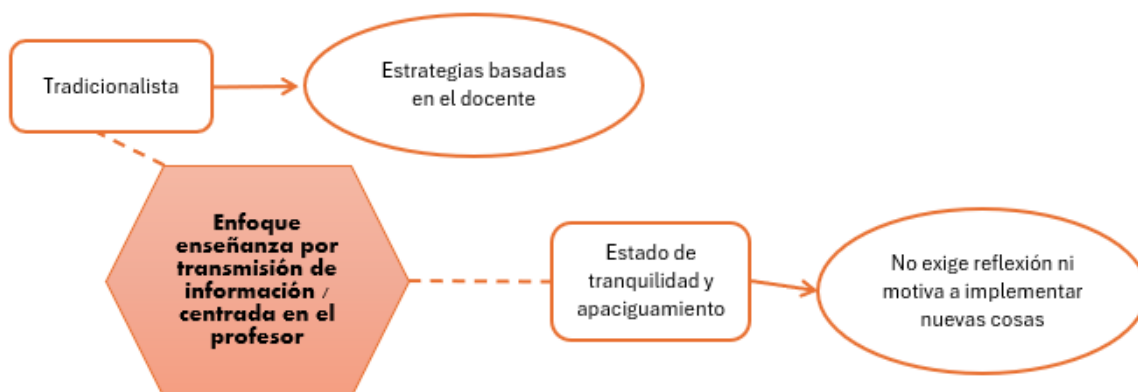 Tradicionalista
Estrategias basadas
en el docente
Enfoque
enseñanza por
transmisión de
información /
centrada en el
profesor
Estado de
tranquilidad y
apaciguamiento
No exige reflexión ni
motiva a implementar
nuevas cosas